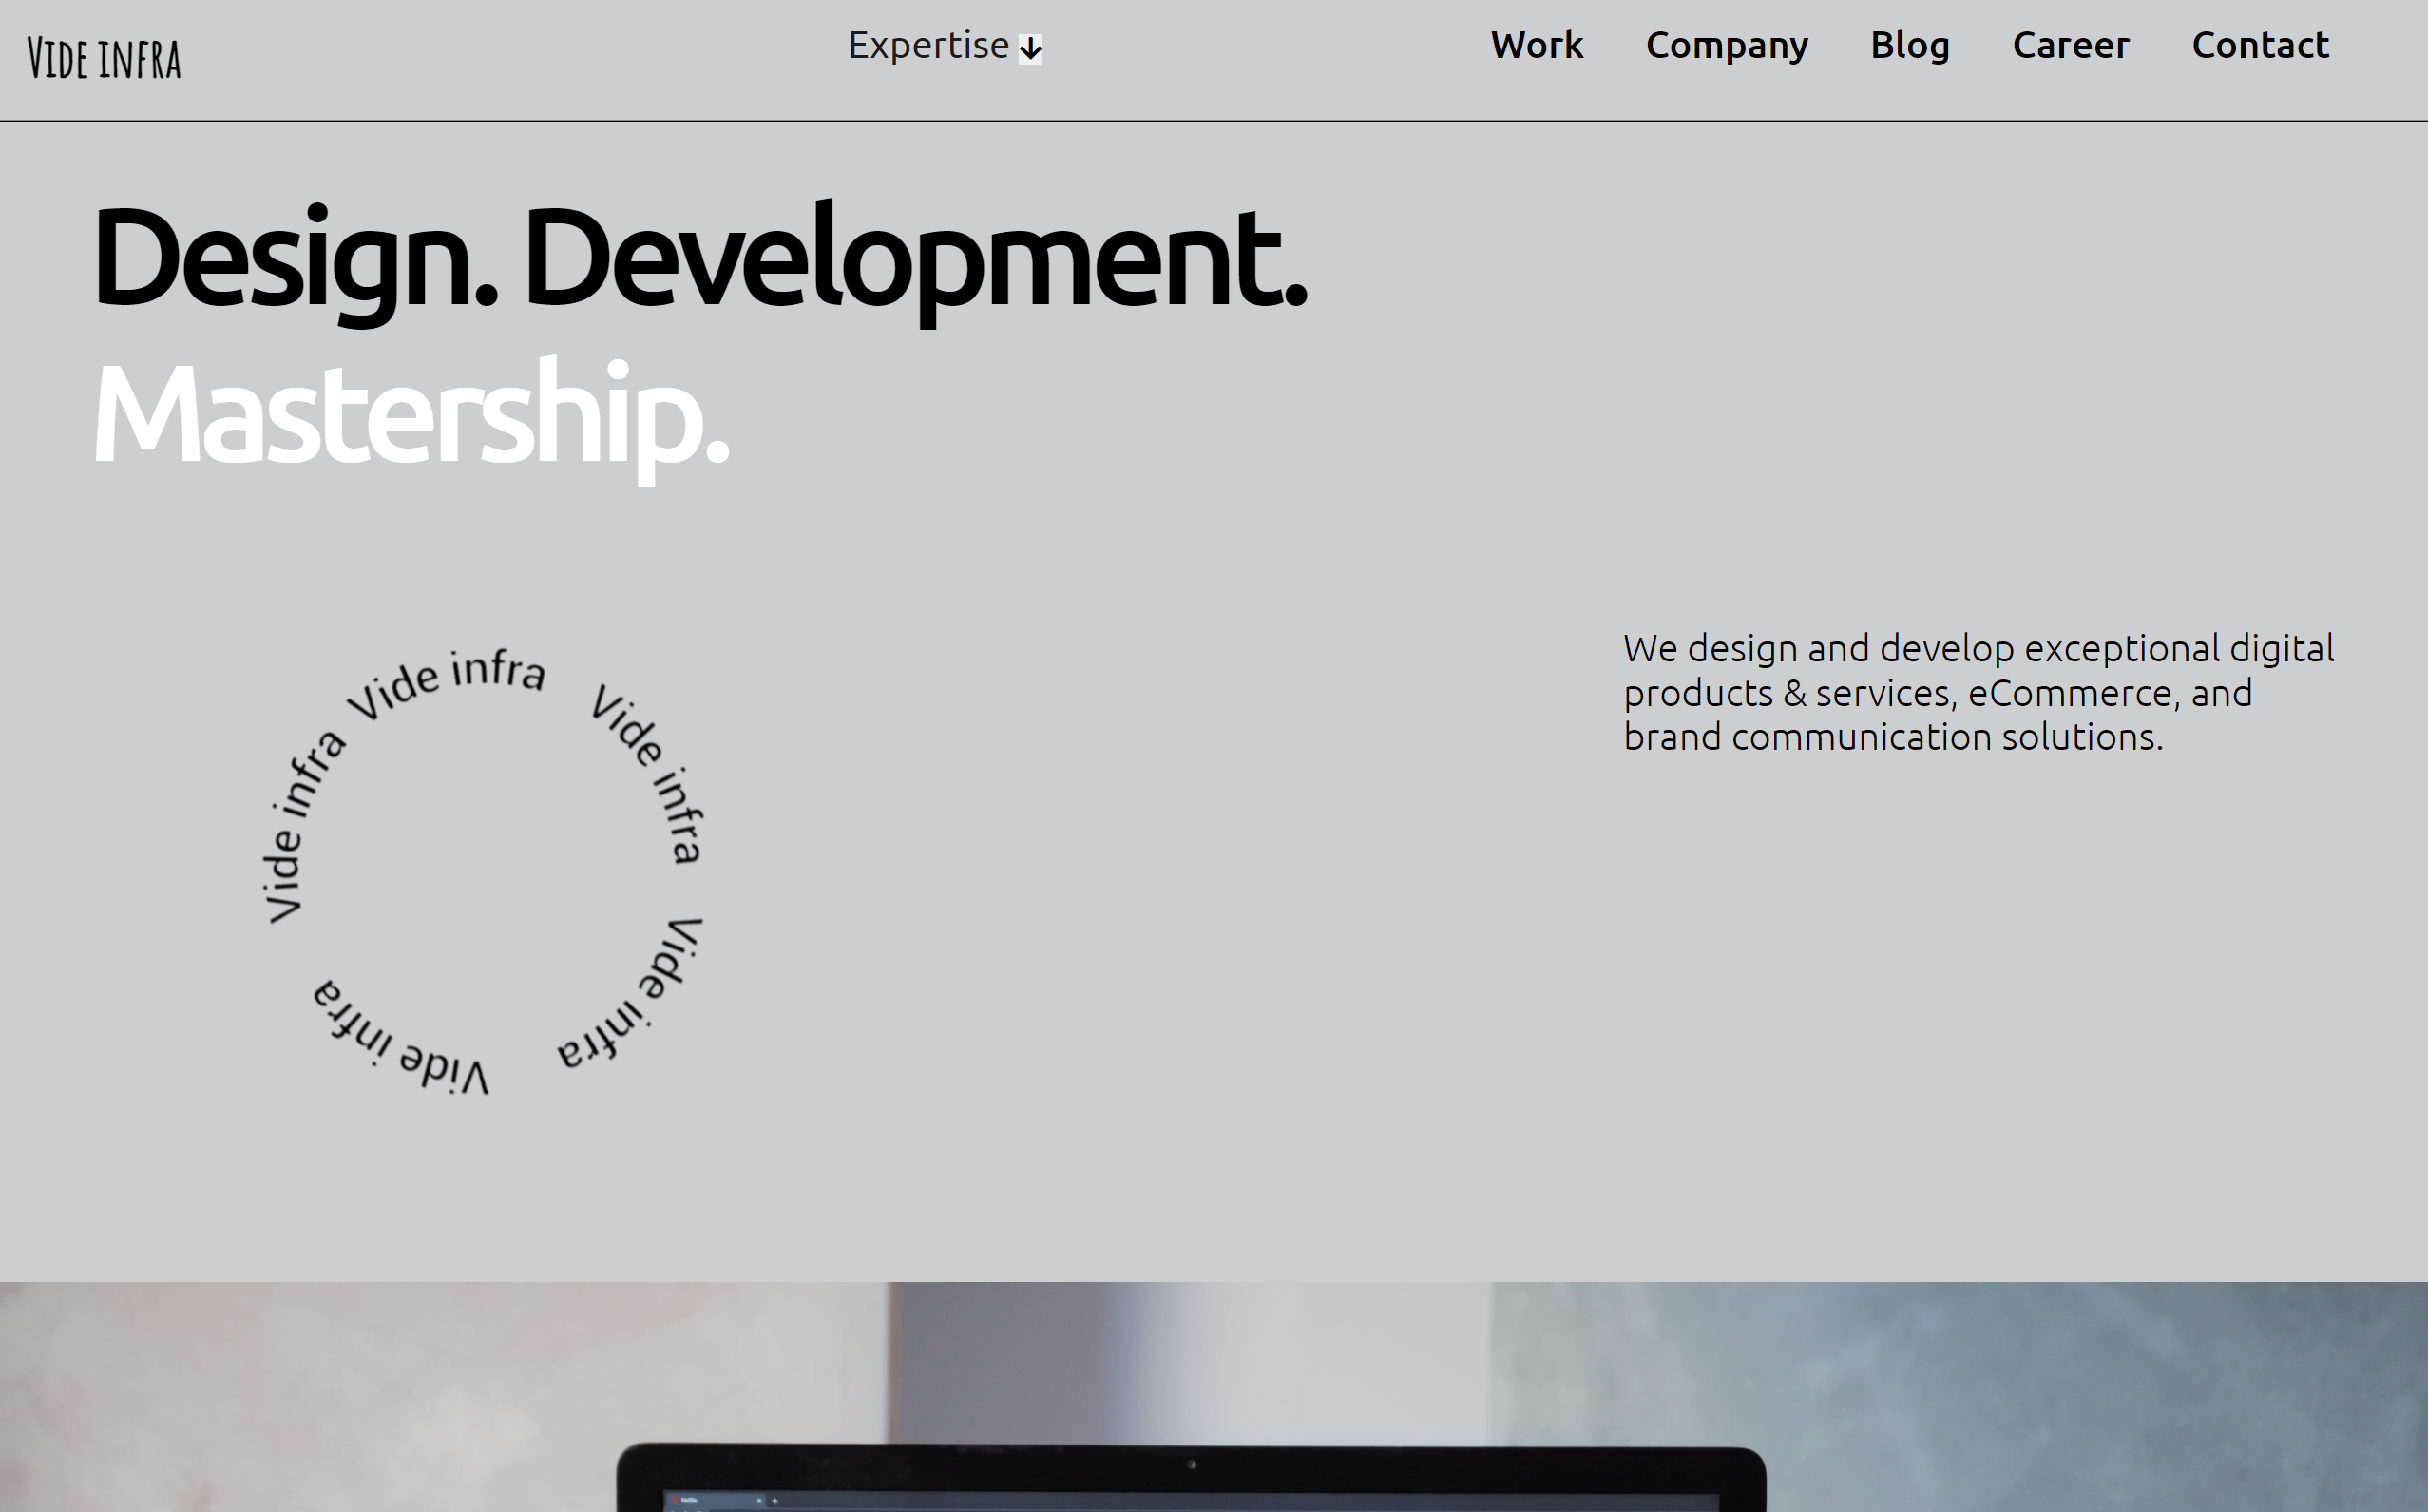 VIDE INFRA
Expertise ↓
Work Company Blog Career Contact
Design. Development.
Mastership.
We design and develop exceptional digital
products & services, eCommerce, and
brand communication solutions.
Vide infra Vide infra Vide infra Vide infra Vide infra